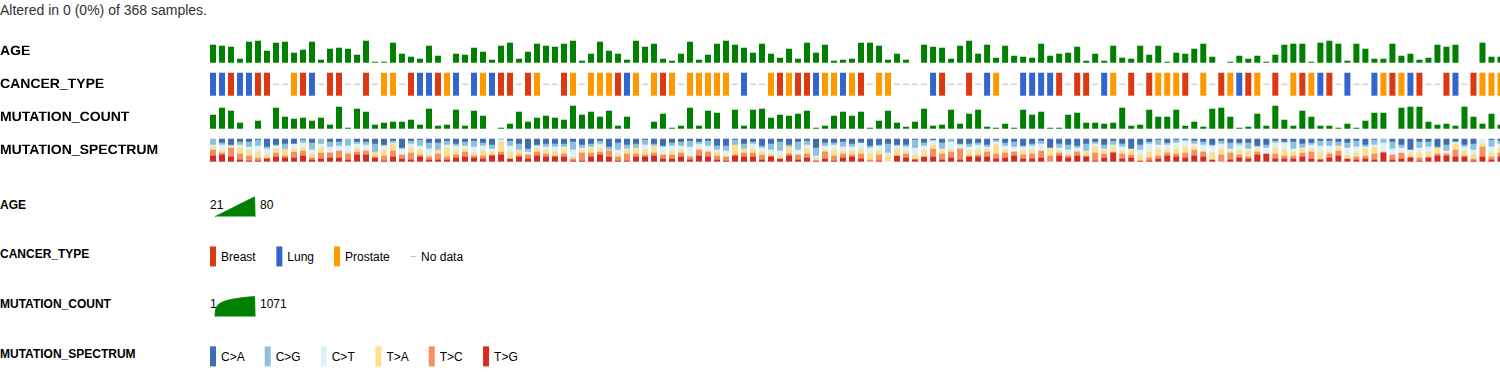 Altered in 0 (0%) of 368 samples.
AGE
CANCER_TYPE
MUTATION_COUNT
MUTATION_SPECTRUM
AGE 21 80
CANCER_TYPE Breast Lung Prostate No data
MUTATION_COUNT 1 1071
MUTATION_SPECTRUM C>A C>G C>T T>A T>C T>G